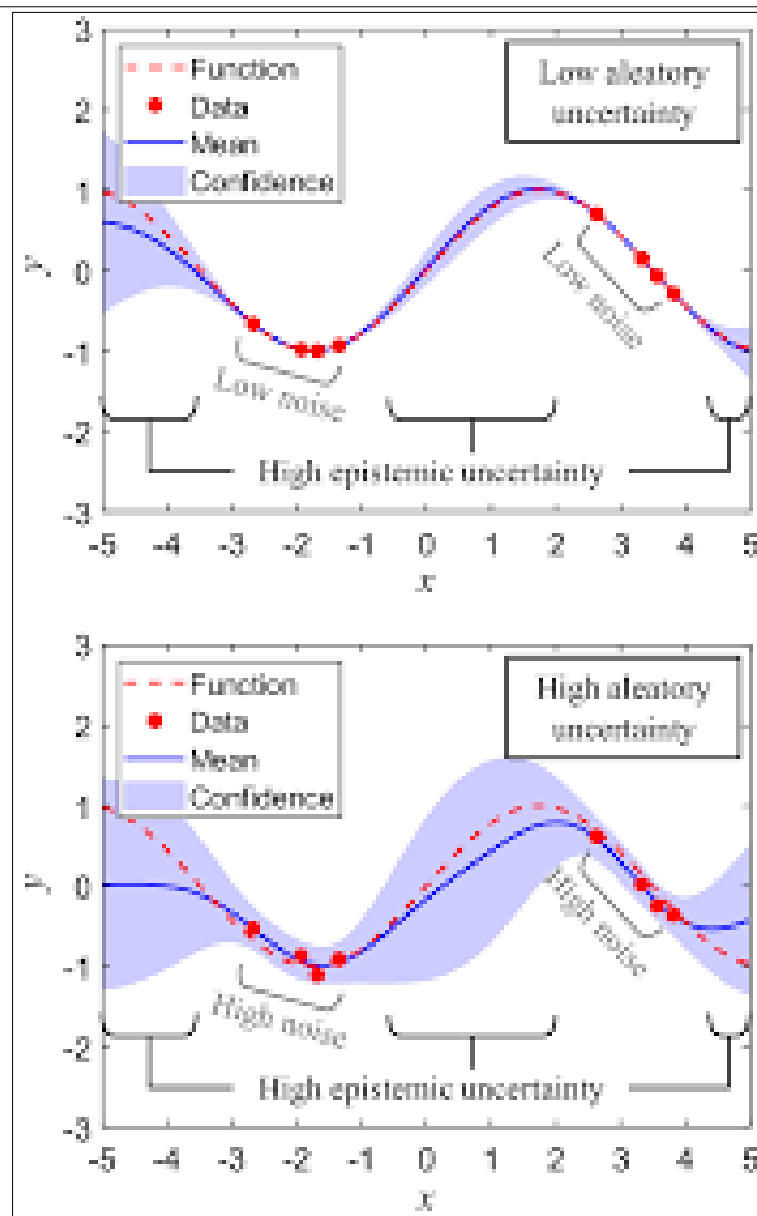 3
Function
Data
Mean
Confidence
Low aleatory
uncertainty
2
1
0
-1
-2
-3
y
Low noise
Low noise
High epistemic uncertainty
-5 -4 -3 -2 -1 0 1 2 3 4 5
x
3
Function
Data
Mean
Confidence
High aleatory
uncertainty
2
1
0
-1
-2
-3
y
High noise
High noise
High epistemic uncertainty
-5 -4 -3 -2 -1 0 1 2 3 4 5
x